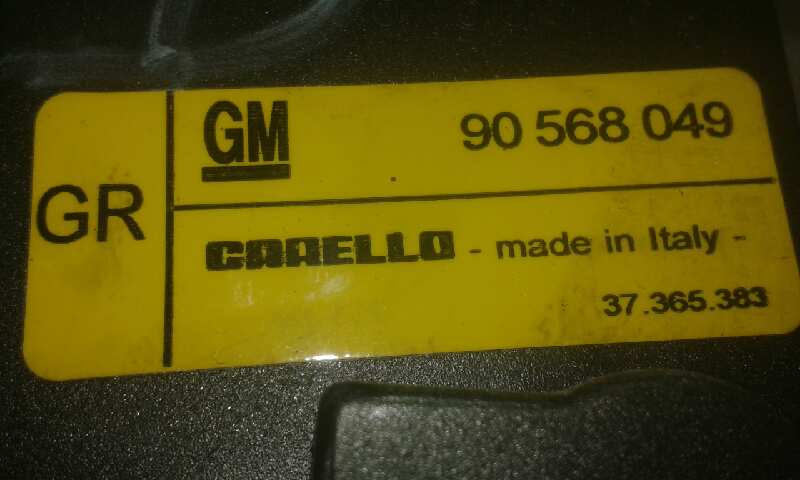 GR
GM
90 568 049
CARELLO - made in Italy -
37.365.383